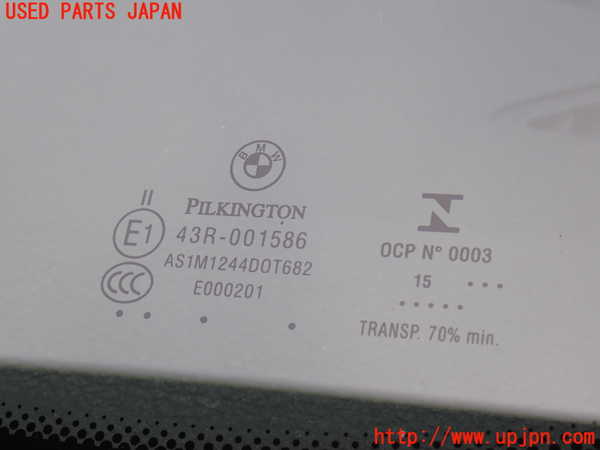 USED PARTS JAPAN
BMW
PILKINGTON
II
E1
43R-001586
AS1M1244DOT682
CCC
E000201
OCP N° 0003
15
TRANSP. 70% min.
http://www.upjpn.com/